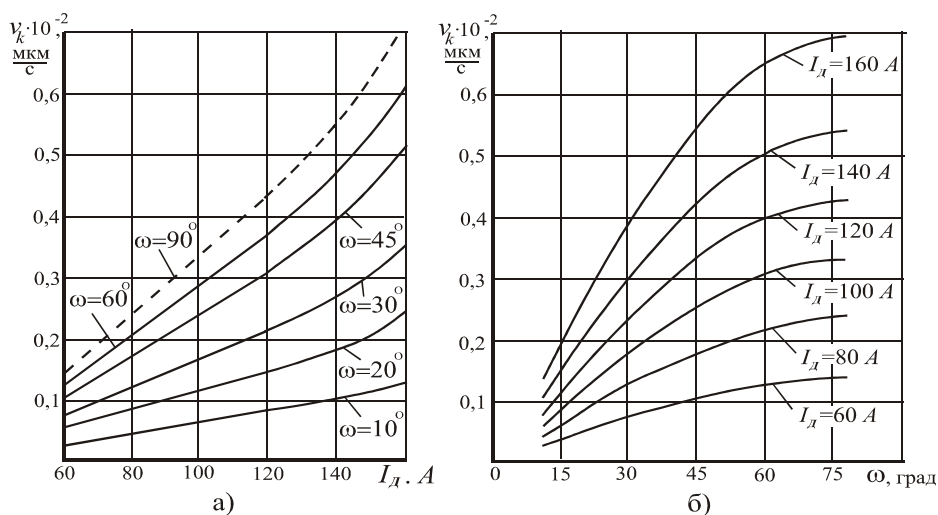 v_k·10⁻²
мкм
с
0,6
0,5
0,4
0,3
0,2
0,1
60
80
100
120
140
I_д . А
ω=90°
ω=60°
ω=45°
ω=30°
ω=20°
ω=10°
а)
v_k·10⁻²
мкм
с
0,6
0,5
0,4
0,3
0,2
0,1
0
15
30
45
60
75
ω, град
I_д=160 А
I_д=140 А
I_д=120 А
I_д=100 А
I_д=80 А
I_д=60 А
б)